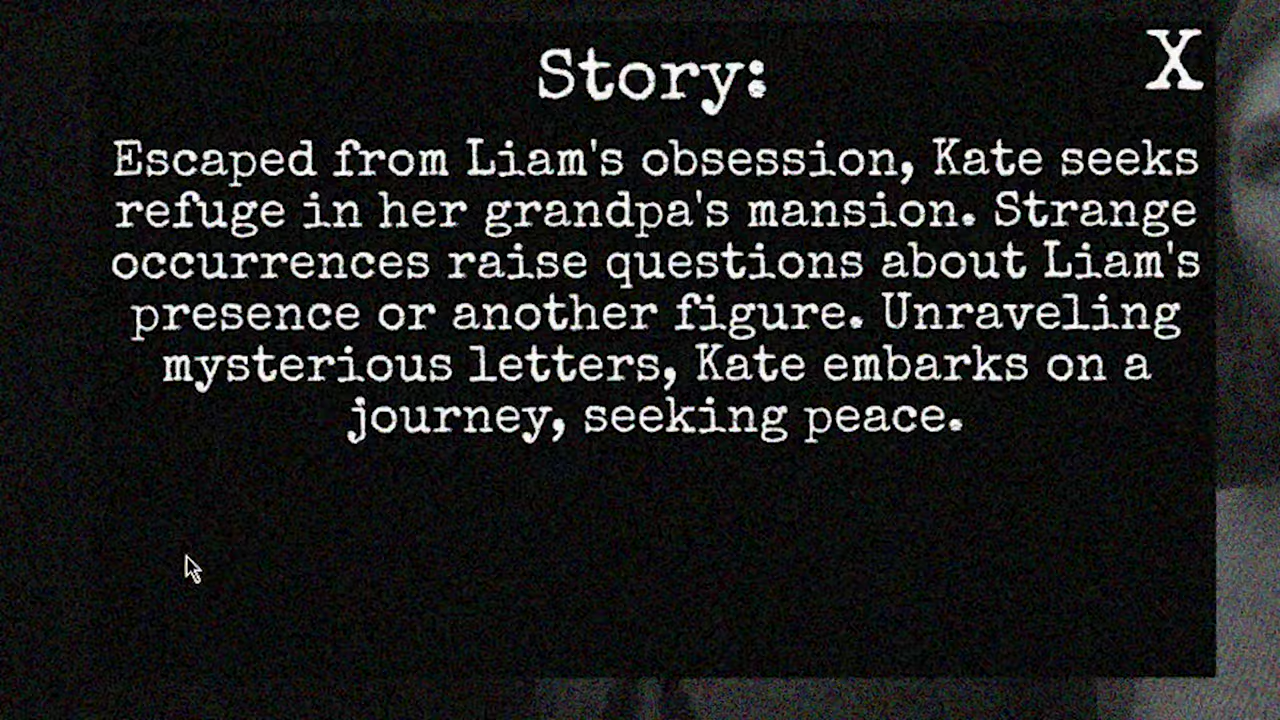 Story:
X
Escaped from Liam's obsession, Kate seeks
refuge in her grandpa's mansion. Strange
occurrences raise questions about Liam's
presence or another figure. Unraveling
mysterious letters, Kate embarks on a
journey, seeking peace.